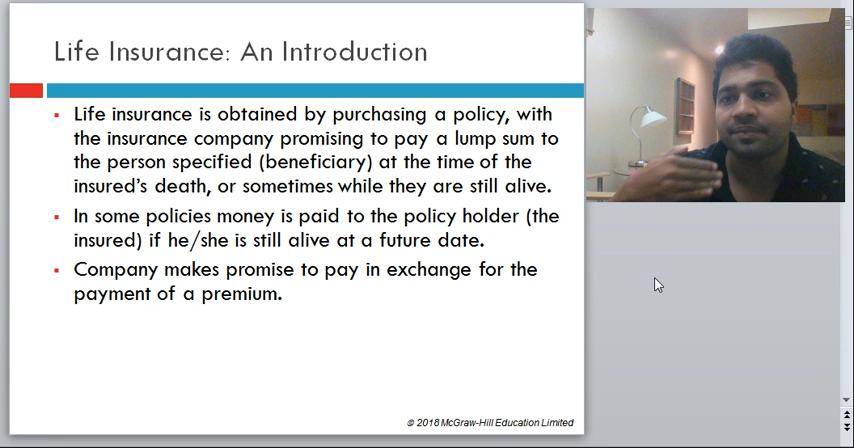 Life Insurance: An Introduction
▪ Life insurance is obtained by purchasing a policy, with
the insurance company promising to pay a lump sum to
the person specified (beneficiary) at the time of the
insured's death, or sometimes while they are still alive.
▪ In some policies money is paid to the policy holder (the
insured) if he/she is still alive at a future date.
▪ Company makes promise to pay in exchange for the
payment of a premium.
© 2018 McGraw-Hill Education Limited